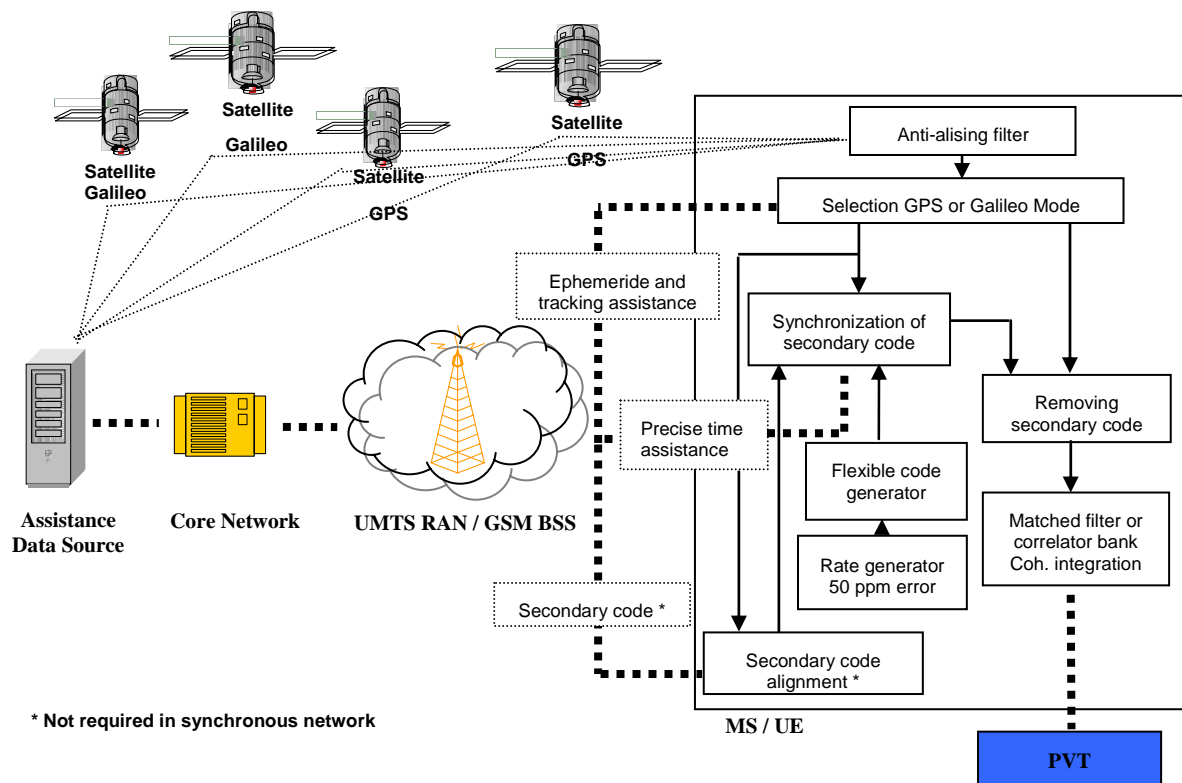 Satellite
Galileo
Satellite
Galileo
Satellite
GPS
Satellite
GPS
Anti-alising filter
Selection GPS or Galileo Mode
Ephemeride and
tracking assistance
Synchronization of
secondary code
Removing
secondary code
Precise time
assistance
Flexible code
generator
Matched filter or
correlator bank
Coh. integration
Rate generator
50 ppm error
Assistance
Data Source
Core Network
UMTS RAN / GSM BSS
Secondary code *
Secondary code
alignment *
* Not required in synchronous network
MS / UE
PVT